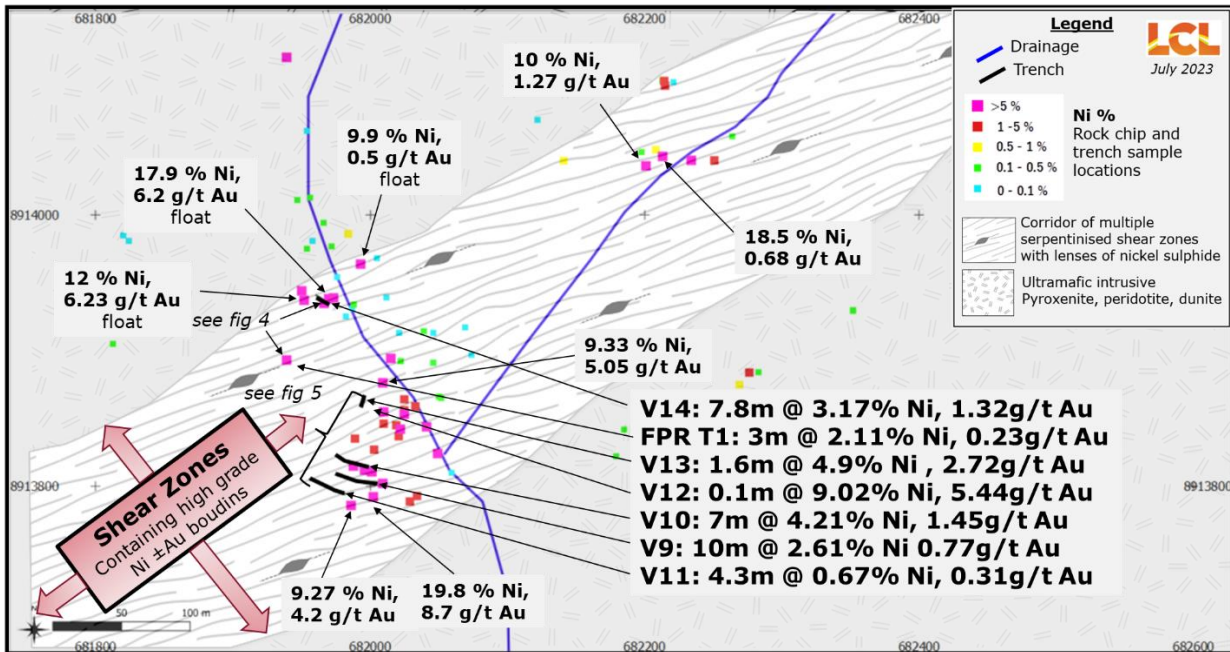 681800
682000
682200
682400
Legend
LCL
July 2023
Drainage
Trench
Ni %
Rock chip and
trench sample
locations
>5 %
1 -5 %
0.5 - 1 %
0.1 - 0.5 %
0 - 0.1 %
Corridor of multiple
serpentinised shear zones
with lenses of nickel sulphide
Ultramafic intrusive
Pyroxenite, peridotite, dunite
10 % Ni,
1.27 g/t Au
9.9 % Ni,
0.5 g/t Au
float
17.9 % Ni,
6.2 g/t Au
float
8914000
18.5 % Ni,
0.68 g/t Au
12 % Ni,
6.23 g/t Au
float
see fig 4
9.33 % Ni,
5.05 g/t Au
see fig 5
V14: 7.8m @ 3.17% Ni, 1.32g/t Au
FPR T1: 3m @ 2.11% Ni, 0.23g/t Au
V13: 1.6m @ 4.9% Ni , 2.72g/t Au
V12: 0.1m @ 9.02% Ni, 5.44g/t Au
V10: 7m @ 4.21% Ni, 1.45g/t Au
V9: 10m @ 2.61% Ni 0.77g/t Au
V11: 4.3m @ 0.67% Ni, 0.31g/t Au
8913800
8913800
Shear Zones
Containing high grade
Ni ±Au boudins
9.27 % Ni,
4.2 g/t Au
19.8 % Ni,
8.7 g/t Au
50
100 m
681800
682000
682200
682400
682600